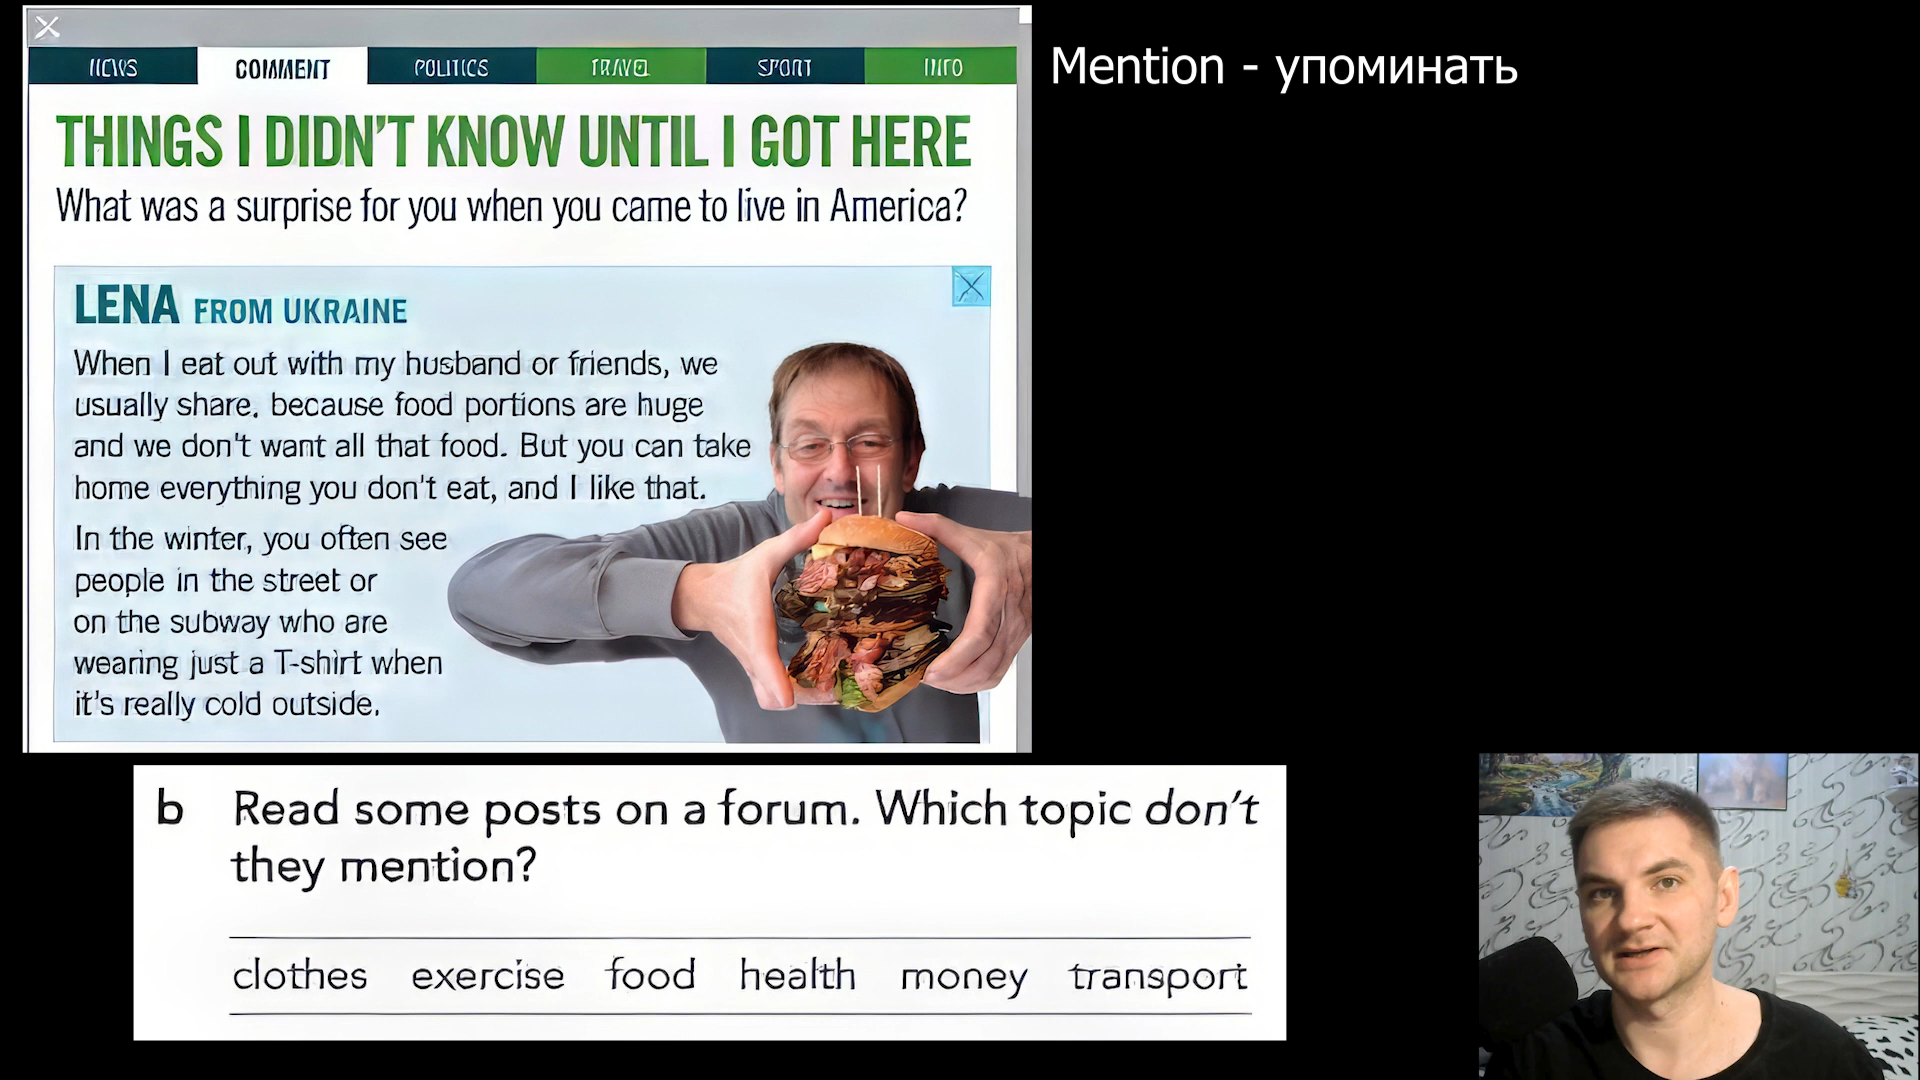 NEWS COMMENT POLITICS TRAVEL SPORT INFO
THINGS I DIDN'T KNOW UNTIL I GOT HERE
What was a surprise for you when you came to live in America?
LENA FROM UKRAINE
When I eat out with my husband or friends, we
usually share, because food portions are huge
and we don't want all that food. But you can take
home everything you don't eat, and I like that.
In the winter, you often see
people in the street or
on the subway who are
wearing just a T-shirt when
it's really cold outside.
Mention - упоминать
b Read some posts on a forum. Which topic don't
they mention?
clothes exercise food health money transport